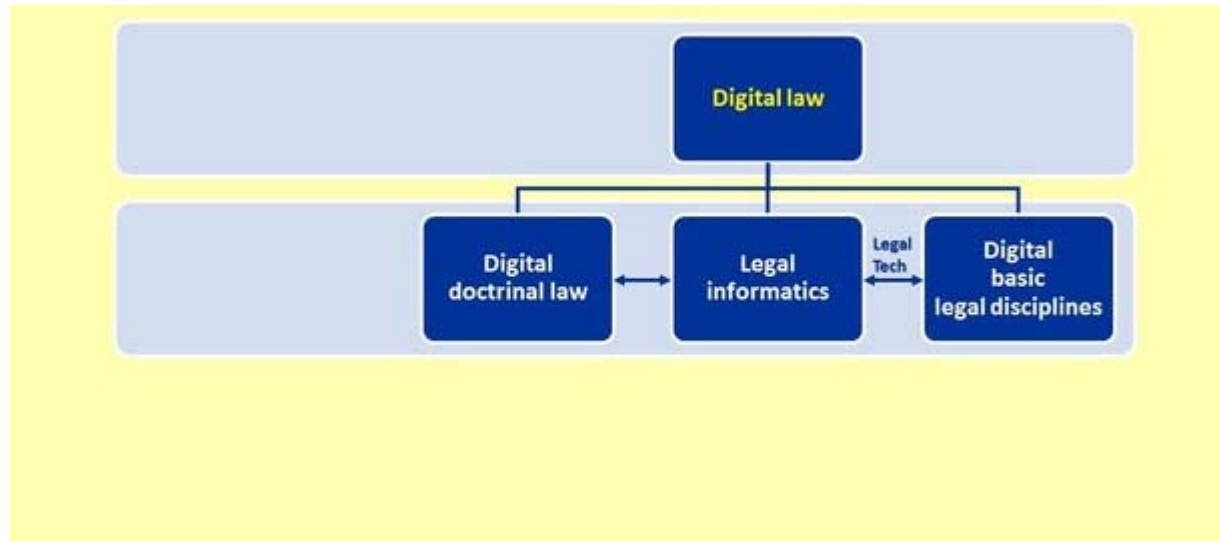 Digital law
Digital
doctrinal law
Legal
informatics
Legal
Tech
Digital
basic
legal disciplines